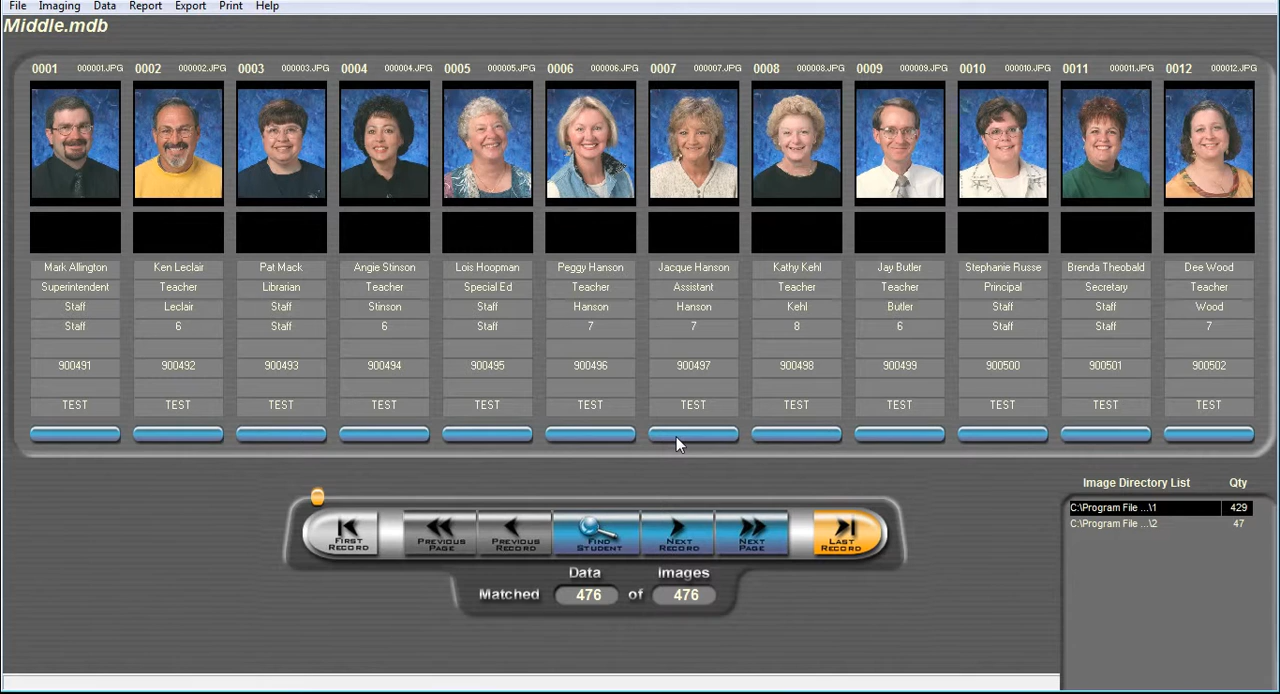 File Imaging Data Report Export Print Help
Middle.mdb
0001 000001.JPG 0002 000002.JPG 0003 000003.JPG 0004 000004.JPG 0005 000005.JPG 0006 000006.JPG 0007 000007.JPG 0008 000008.JPG 0009 000009.JPG 0010 000010.JPG 0011 000011.JPG 0012 000012.JPG
Mark Allington Ken Leclair Pat Mack Angie Stinson Lois Hoopman Peggy Hanson Jacque Hanson Kathy Kehl Jay Butler Stephanie Russe Brenda Theobald Dee Wood
Superintendent Teacher Librarian Teacher Special Ed Teacher Assistant Teacher Teacher Principal Secretary Teacher
Staff Leclair Staff Stinson Staff Hanson Hanson Kehl Butler Staff Staff Wood
Staff 6 Staff 6 Staff 7 7 8 6 Staff Staff 7
900491 900492 900493 900494 900495 900496 900497 900498 900499 900500 900501 900502
TEST TEST TEST TEST TEST TEST TEST TEST TEST TEST TEST TEST
Image Directory List Qty
C:\Program File ...\1 429
C:\Program File ...\2 47
FIRST RECORD
PREVIOUS PAGE
PREVIOUS RECORD
FIND STUDENT
NEXT RECORD
NEXT PAGE
LAST RECORD
Data Images
Matched 476 of 476